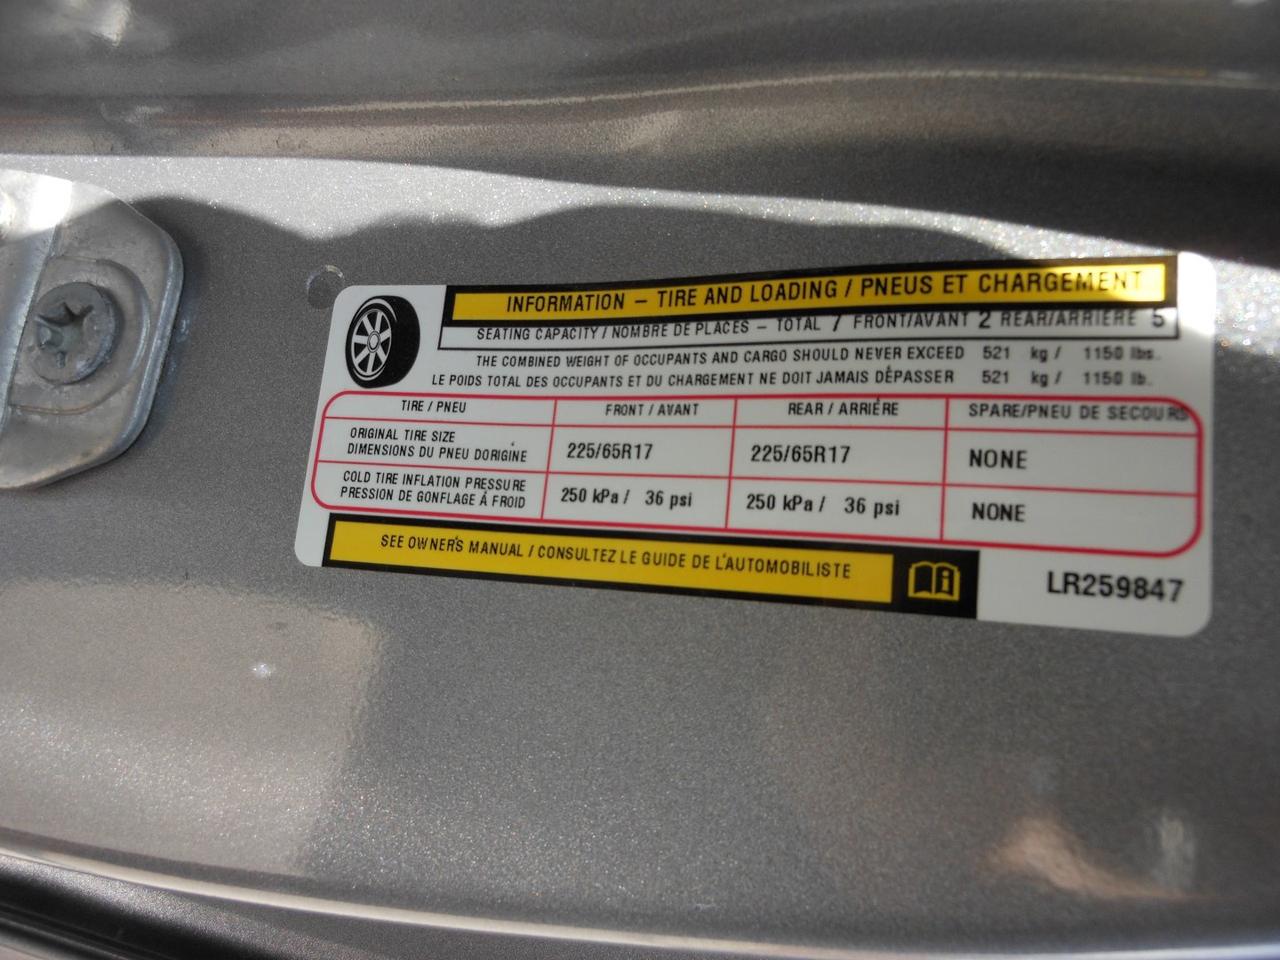 INFORMATION – TIRE AND LOADING / PNEUS ET CHARGEMENT
SEATING CAPACITY / NOMBRE DE PLACES – TOTAL 7 FRONT/AVANT 2 REAR/ARRIÈRE 5
THE COMBINED WEIGHT OF OCCUPANTS AND CARGO SHOULD NEVER EXCEED 521 kg / 1150 lbs.
LE POIDS TOTAL DES OCCUPANTS ET DU CHARGEMENT NE DOIT JAMAIS DÉPASSER 521 kg / 1150 lb.
TIRE / PNEU FRONT / AVANT REAR / ARRIÈRE SPARE/PNEU DE SECOURS
ORIGINAL TIRE SIZE
DIMENSIONS DU PNEU D'ORIGINE 225/65R17 225/65R17 NONE
COLD TIRE INFLATION PRESSURE
PRESSION DE GONFLAGE À FROID 250 kPa / 36 psi 250 kPa / 36 psi NONE
SEE OWNER'S MANUAL / CONSULTEZ LE GUIDE DE L'AUTOMOBILISTE
LR259847